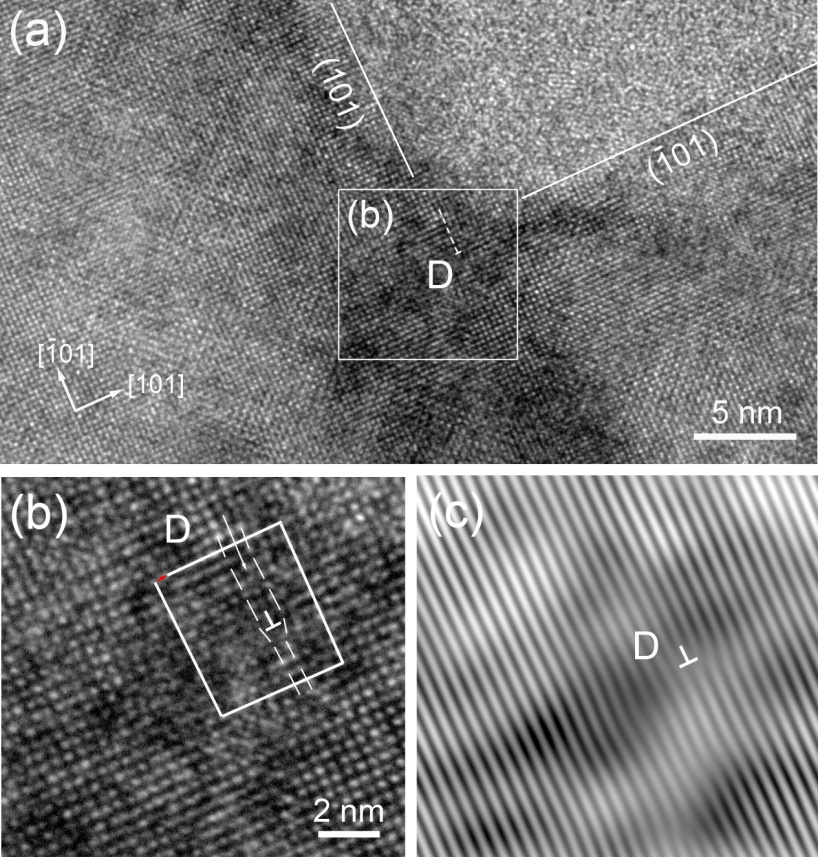 (a)
(101)
(1̄01)
(b)
D
[1̄01]
[101]
5 nm
(b)
D
2 nm
(c)
D